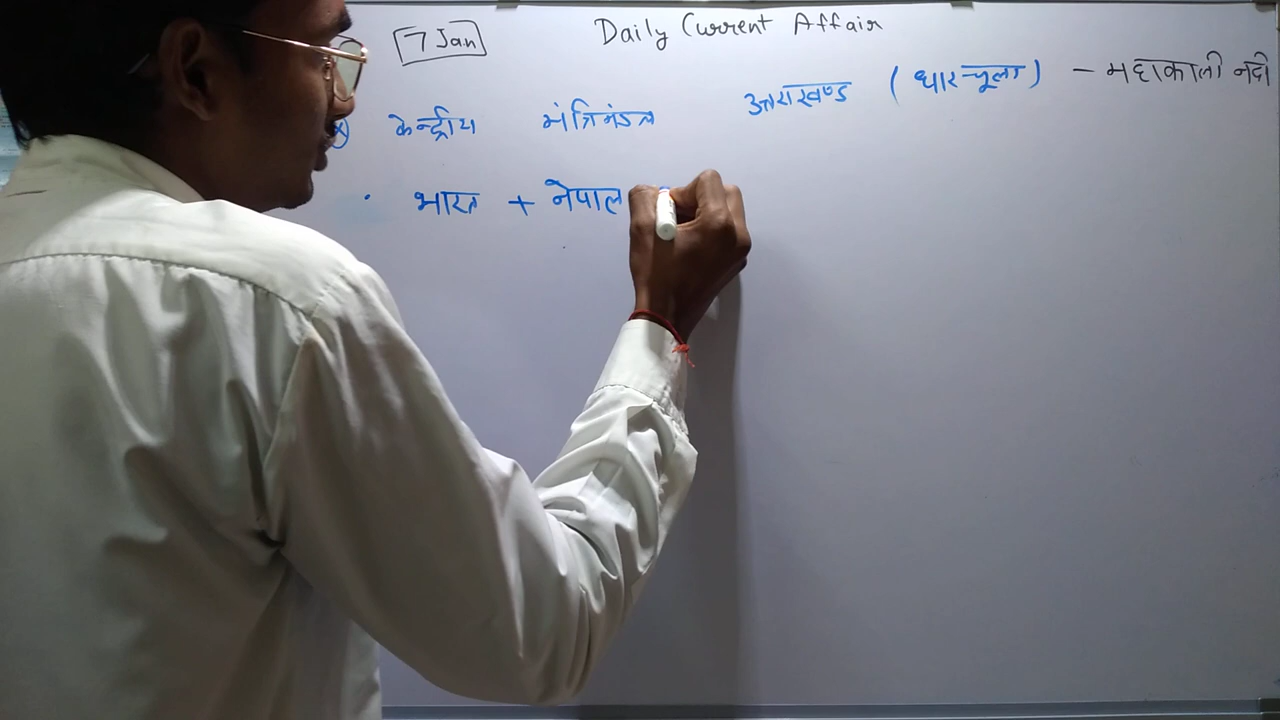 7 Jan Daily Current Affair
केन्द्रीय मंत्रिमंडल उत्तराखण्ड (धारचूला) - महाकाली नदी
• भारत + नेपाल